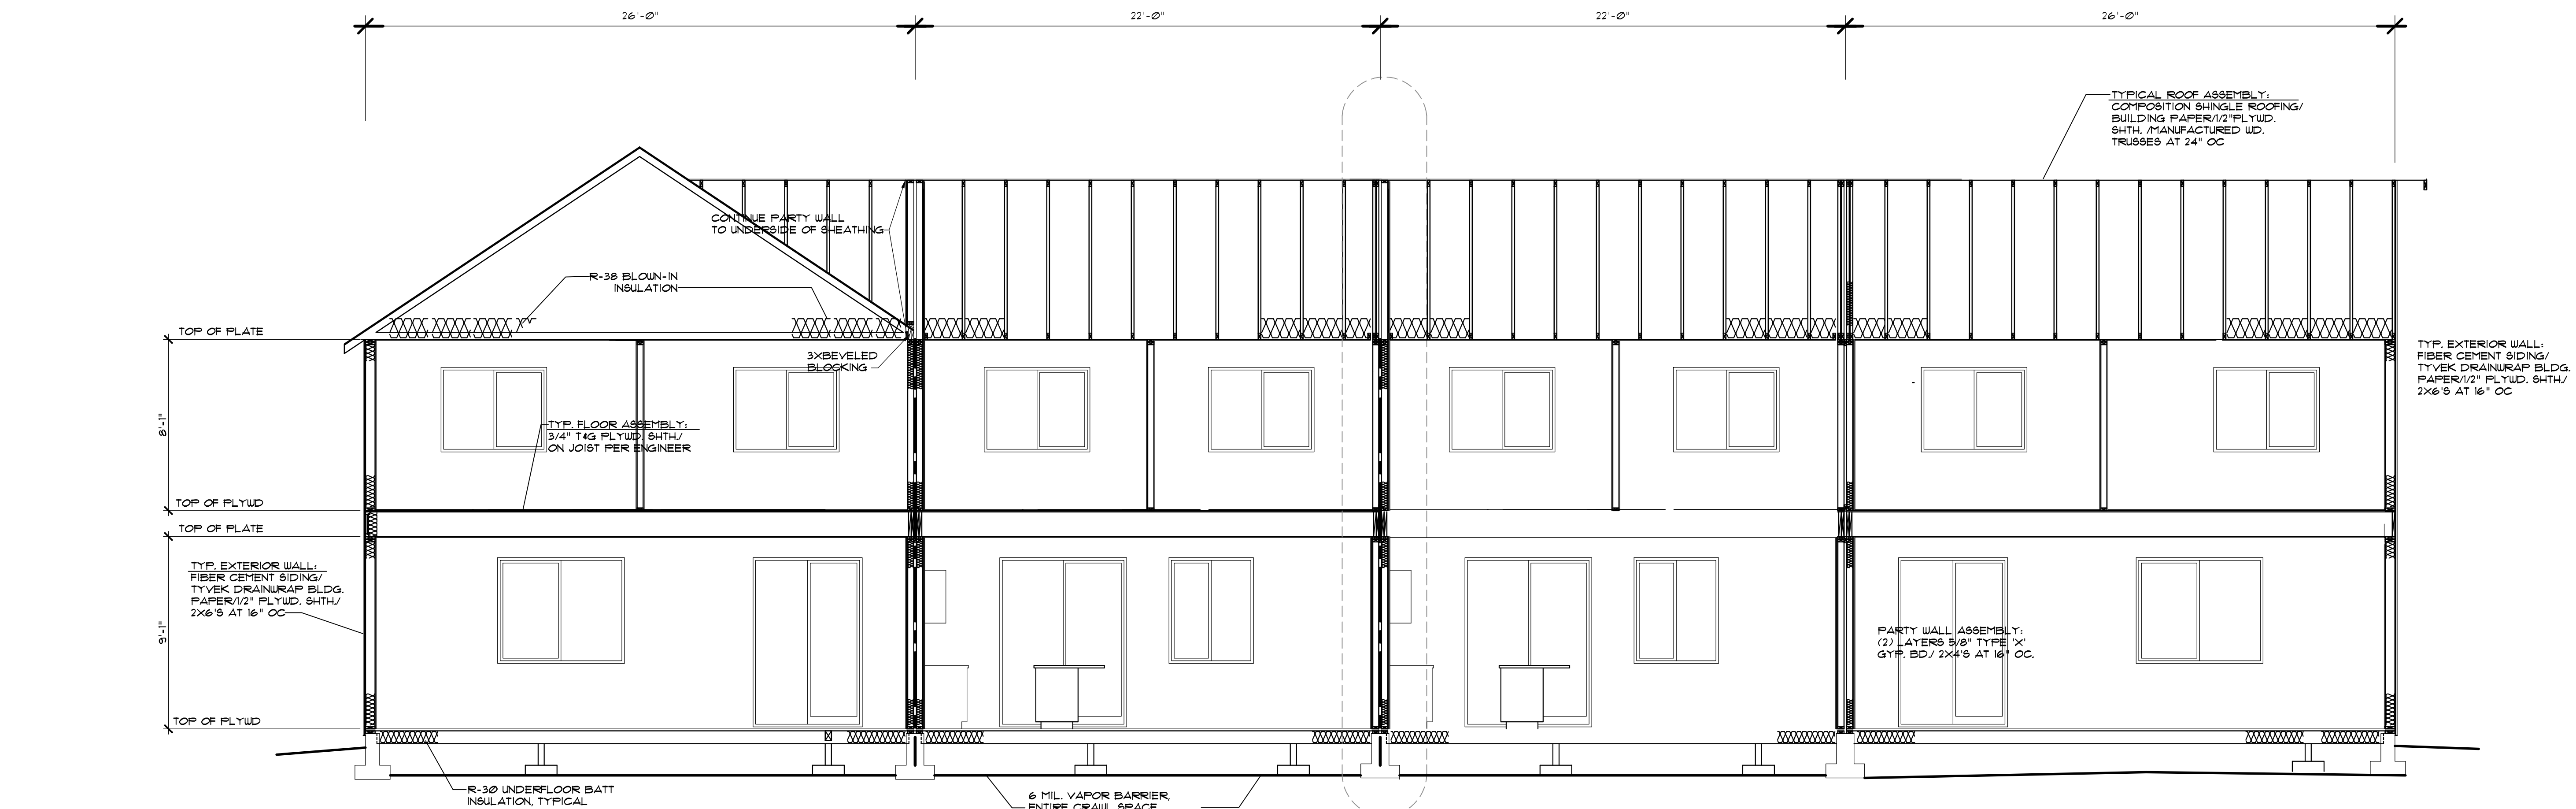 26'-0"
22'-0"
22'-0"
26'-0"
TYPICAL ROOF ASSEMBLY:
COMPOSITION SHINGLE ROOFING/
BUILDING PAPER/1/2"PLYWD.
SHTH. /MANUFACTURED WD.
TRUSSES AT 24" OC
CONTINUE PARTY WALL
TO UNDERSIDE OF SHEATHING
R-38 BLOWN-IN
INSULATION
TOP OF PLATE
3XBEVELED
BLOCKING
TYP. EXTERIOR WALL:
FIBER CEMENT SIDING/
TYVEK DRAINWRAP BLDG.
PAPER/1/2" PLYWD. SHTH./
2X6'S AT 16" OC
8'-1"
TYP. FLOOR ASSEMBLY:
3/4" T&G PLYWD. SHTH./
ON JOIST PER ENGINEER
TOP OF PLYWD
TOP OF PLATE
TYP. EXTERIOR WALL:
FIBER CEMENT SIDING/
TYVEK DRAINWRAP BLDG.
PAPER/1/2" PLYWD. SHTH./
2X6'S AT 16" OC
9'-1"
PARTY WALL ASSEMBLY:
(2) LAYERS 5/8" TYPE 'X'
GYP. BD./ 2X4'S AT 16" OC.
TOP OF PLYWD
R-30 UNDERFLOOR BATT
INSULATION, TYPICAL
6 MIL. VAPOR BARRIER,
ENTIRE CRAWL SPACE